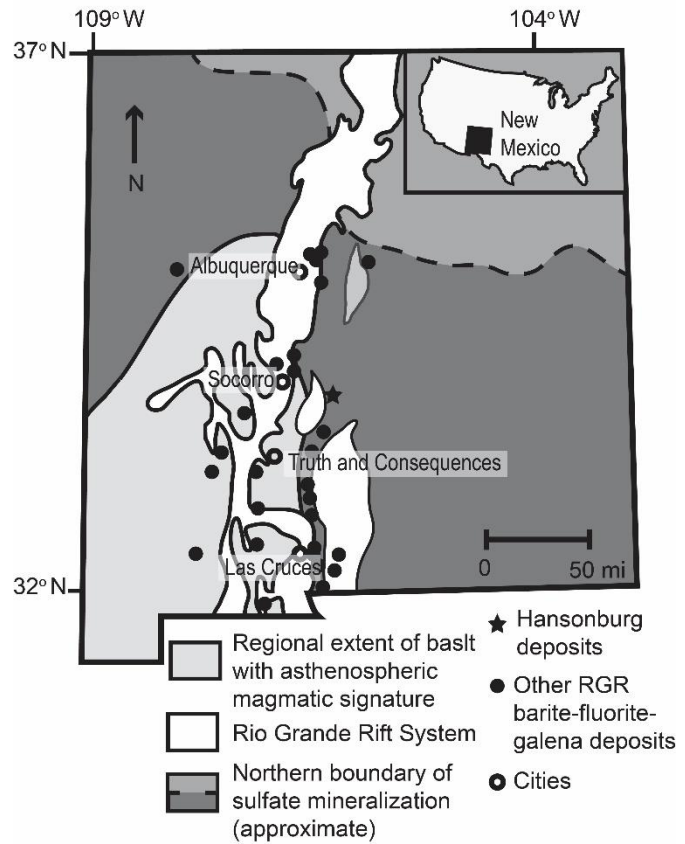 109° W
104° W
37° N
New
Mexico
N
Albuquerque
Socorro
Truth and Consequences
Las Cruces
0 50 mi
32° N
Regional extent of baslt
with asthenospheric
magmatic signature
Rio Grande Rift System
Northern boundary of
sulfate mineralization
(approximate)
Hansonburg
deposits
Other RGR
barite-fluorite-
galena deposits
Cities